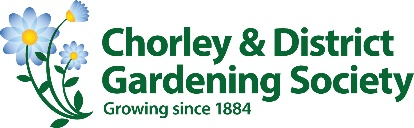 Chorley & District
Gardening Society
Growing since 1884